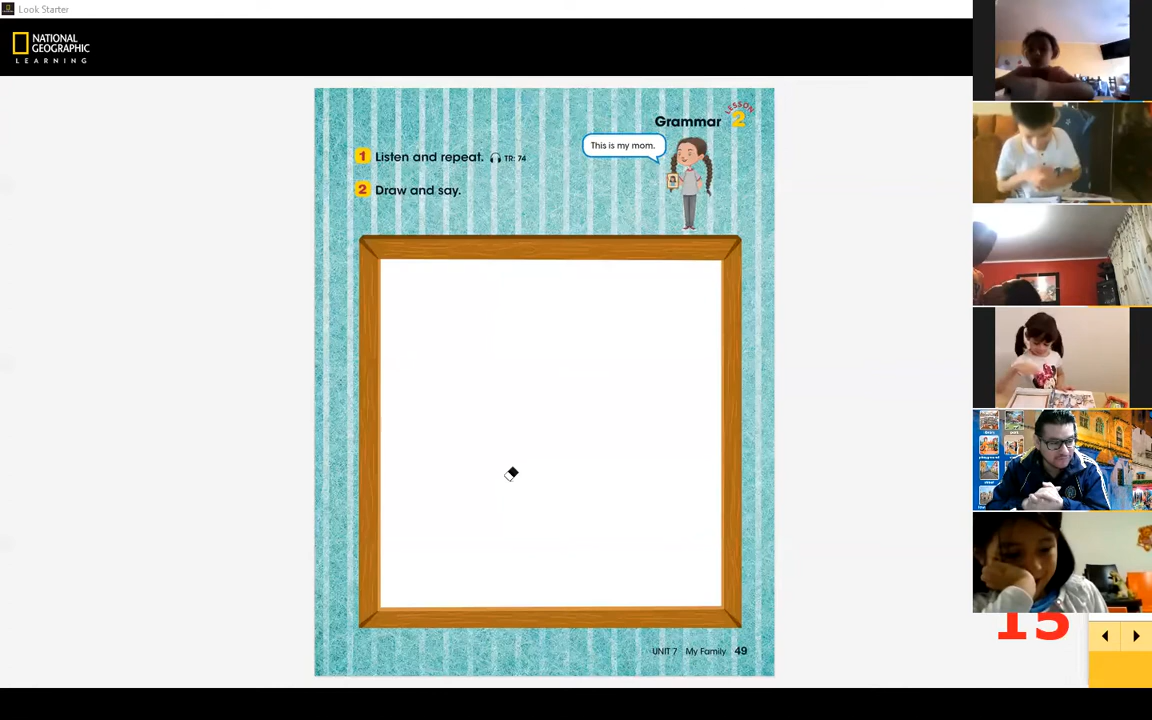 Look Starter
NATIONAL
GEOGRAPHIC
LEARNING
LESSON
Grammar 2
This is my mom.
1 Listen and repeat. TR: 74
2 Draw and say.
UNIT 7 My Family 49
15